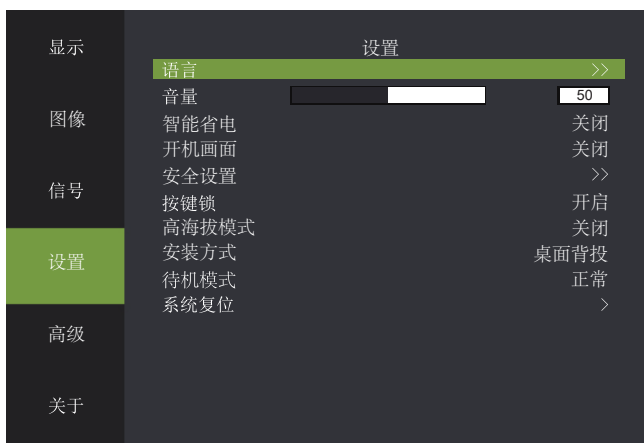 显示
图像
信号
设置
高级
关于
设置
语言 >>
音量 50
智能省电 关闭
开机画面 关闭
安全设置 >>
按键锁 开启
高海拔模式 关闭
安装方式 桌面背投
待机模式 正常
系统复位 >